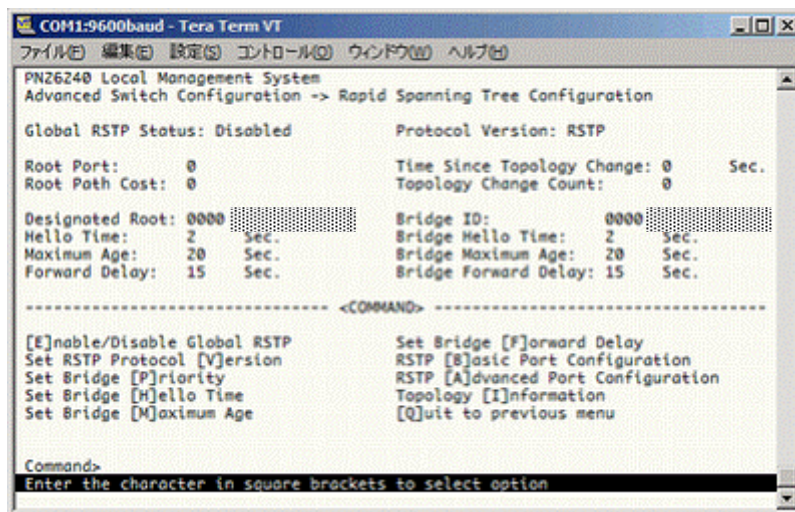 COM1:9600baud - Tera Term VT
ファイル(E) 編集(E) 設定(S) コントロール(O) ウィンドウ(W) ヘルプ(H)
PN26240 Local Management System
Advanced Switch Configuration -> Rapid Spanning Tree Configuration
Global RSTP Status: Disabled Protocol Version: RSTP
Root Port: 0 Time Since Topology Change: 0 Sec.
Root Path Cost: 0 Topology Change Count: 0
Designated Root: 0000 Bridge ID: 0000
Hello Time: 2 Sec. Bridge Hello Time: 2 Sec.
Maximum Age: 20 Sec. Bridge Maximum Age: 20 Sec.
Forward Delay: 15 Sec. Bridge Forward Delay: 15 Sec.
-------------------------------- <COMMAND> -----------------------------------
[E]nable/Disable Global RSTP Set Bridge [F]orward Delay
Set RSTP Protocol [V]ersion RSTP [B]asic Port Configuration
Set Bridge [P]riority RSTP [A]dvanced Port Configuration
Set Bridge [H]ello Time Topology [I]nformation
Set Bridge [M]aximum Age [Q]uit to previous menu
Command>
Enter the character in square brackets to select option